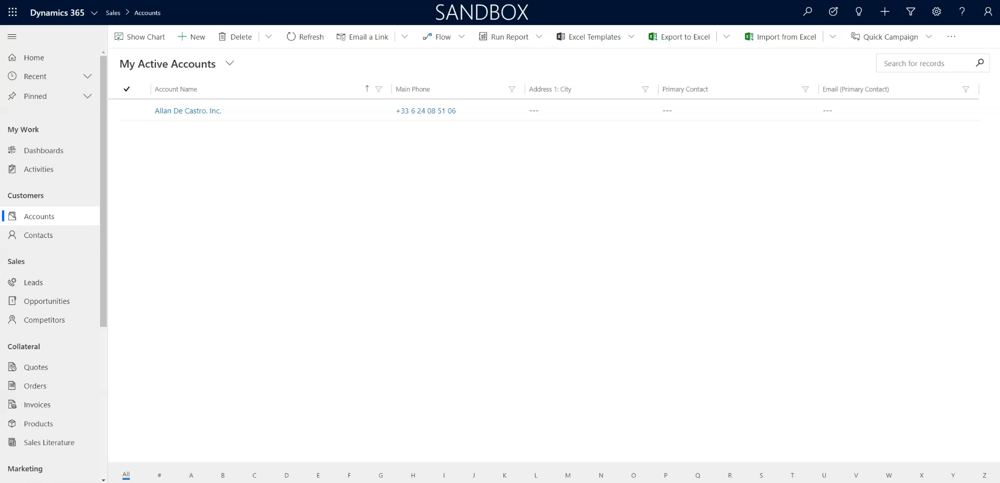 Dynamics 365 Sales > Accounts SANDBOX
Show Chart New Delete Refresh Email a Link Flow Run Report Excel Templates Export to Excel Import from Excel Quick Campaign ...
Home
Recent
Pinned
My Work
Dashboards
Activities
Customers
Accounts
Contacts
Sales
Leads
Opportunities
Competitors
Collateral
Quotes
Orders
Invoices
Products
Sales Literature
Marketing
My Active Accounts
Search for records
Account Name Main Phone Address 1: City Primary Contact Email (Primary Contact)
Allan De Castro. Inc. +33 6 24 08 51 06 --- --- ---
All # A B C D E F G H I J K L M N O P Q R S T U V W X Y Z